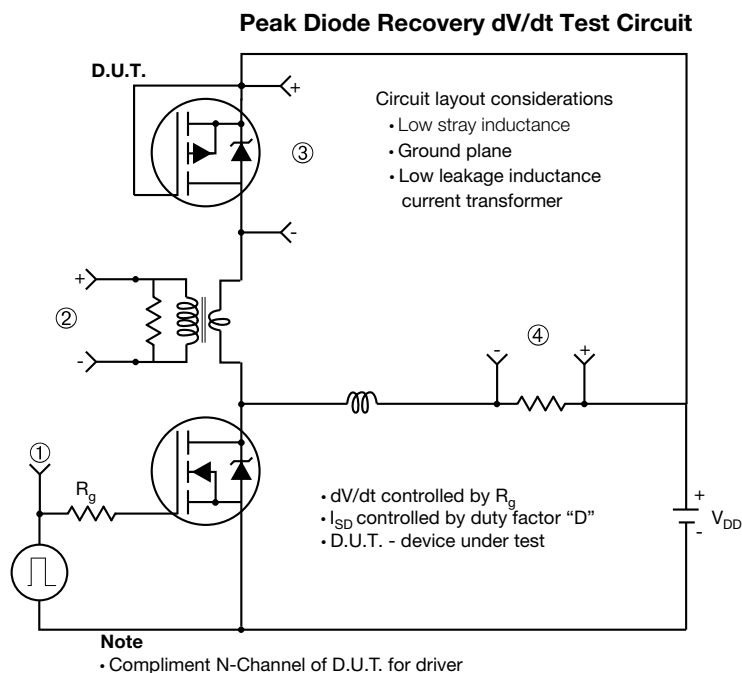 Peak Diode Recovery dV/dt Test Circuit
D.U.T.
+
Circuit layout considerations
• Low stray inductance
• Ground plane
• Low leakage inductance
current transformer
③
-
+
②
-
-
④
+
①
Rg
• dV/dt controlled by Rg
• ISD controlled by duty factor “D”
• D.U.T. - device under test
+
VDD
-
Note
• Compliment N-Channel of D.U.T. for driver